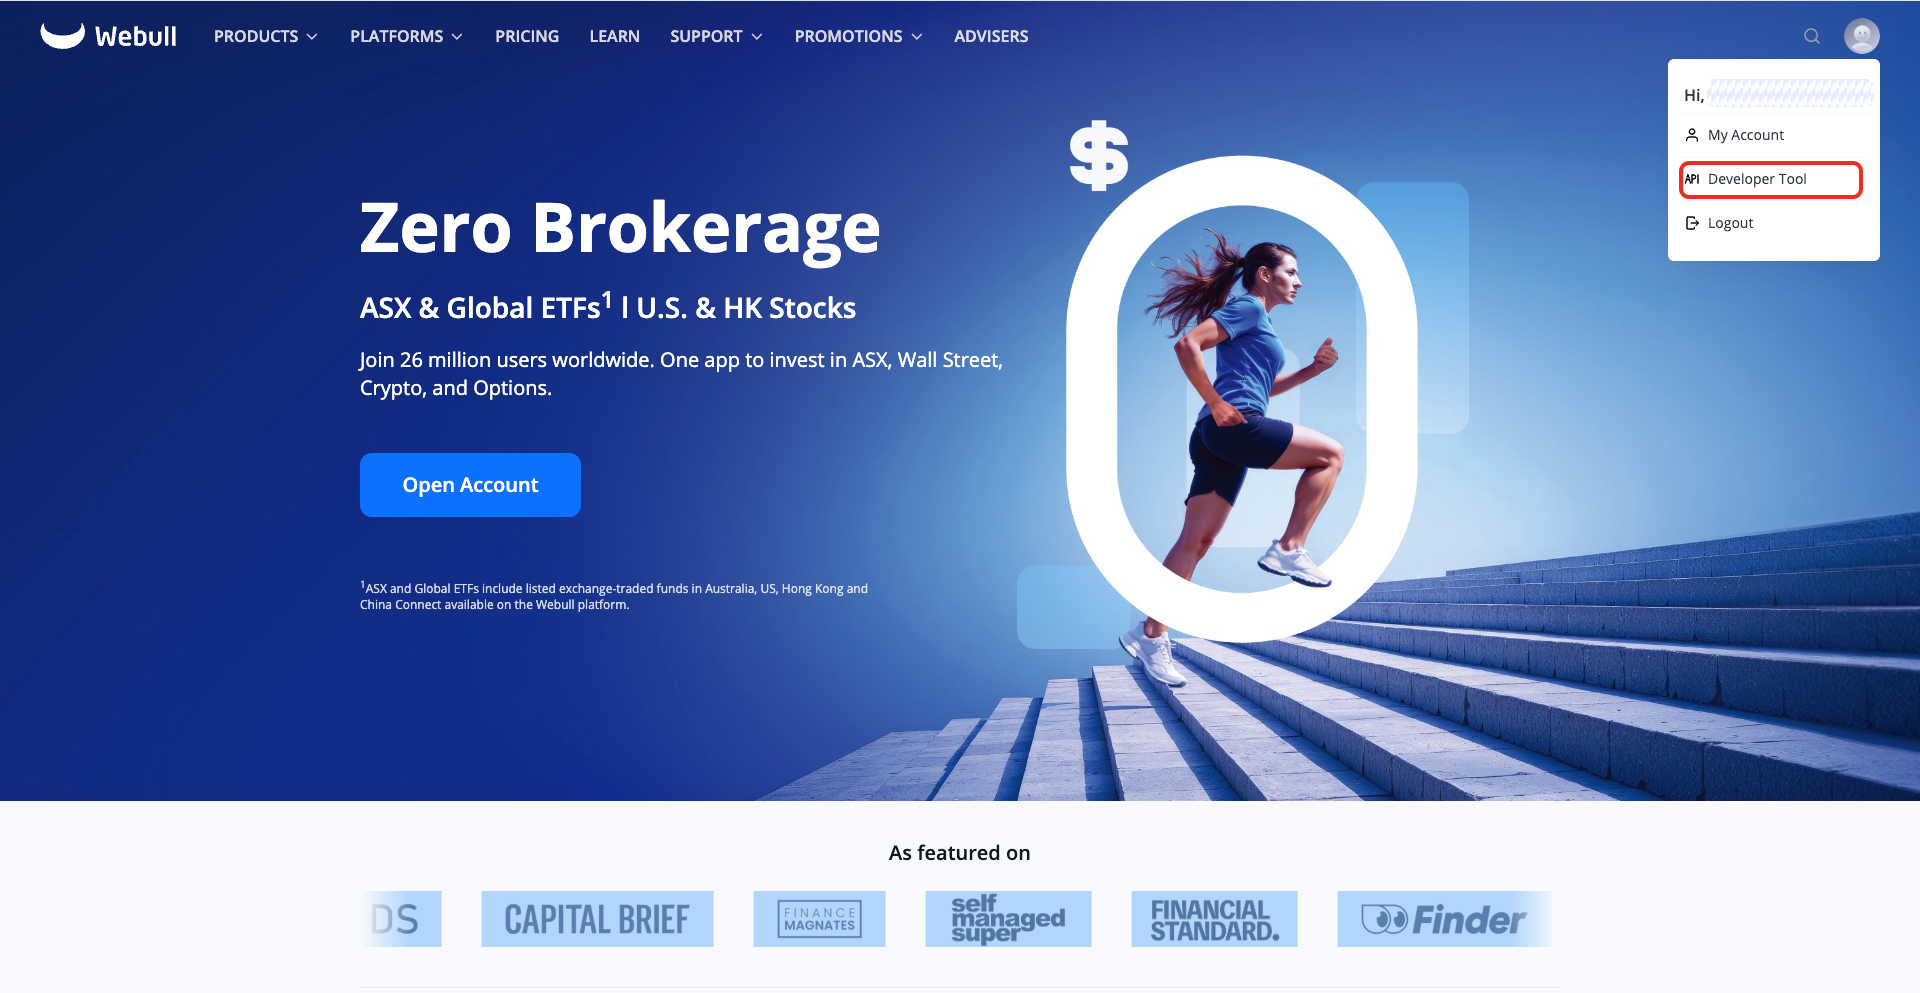 Webull
PRODUCTS
PLATFORMS
PRICING
LEARN
SUPPORT
PROMOTIONS
ADVISERS
Hi,
My Account
API Developer Tool
Logout
$0
Zero Brokerage
ASX & Global ETFs¹ l U.S. & HK Stocks
Join 26 million users worldwide. One app to invest in ASX, Wall Street,
Crypto, and Options.
Open Account
¹ASX and Global ETFs include listed exchange-traded funds in Australia, US, Hong Kong and
China Connect available on the Webull platform.
As featured on
DS
CAPITAL BRIEF
FINANCE
MAGNATES
self
managed
super
FINANCIAL
STANDARD.
Finder